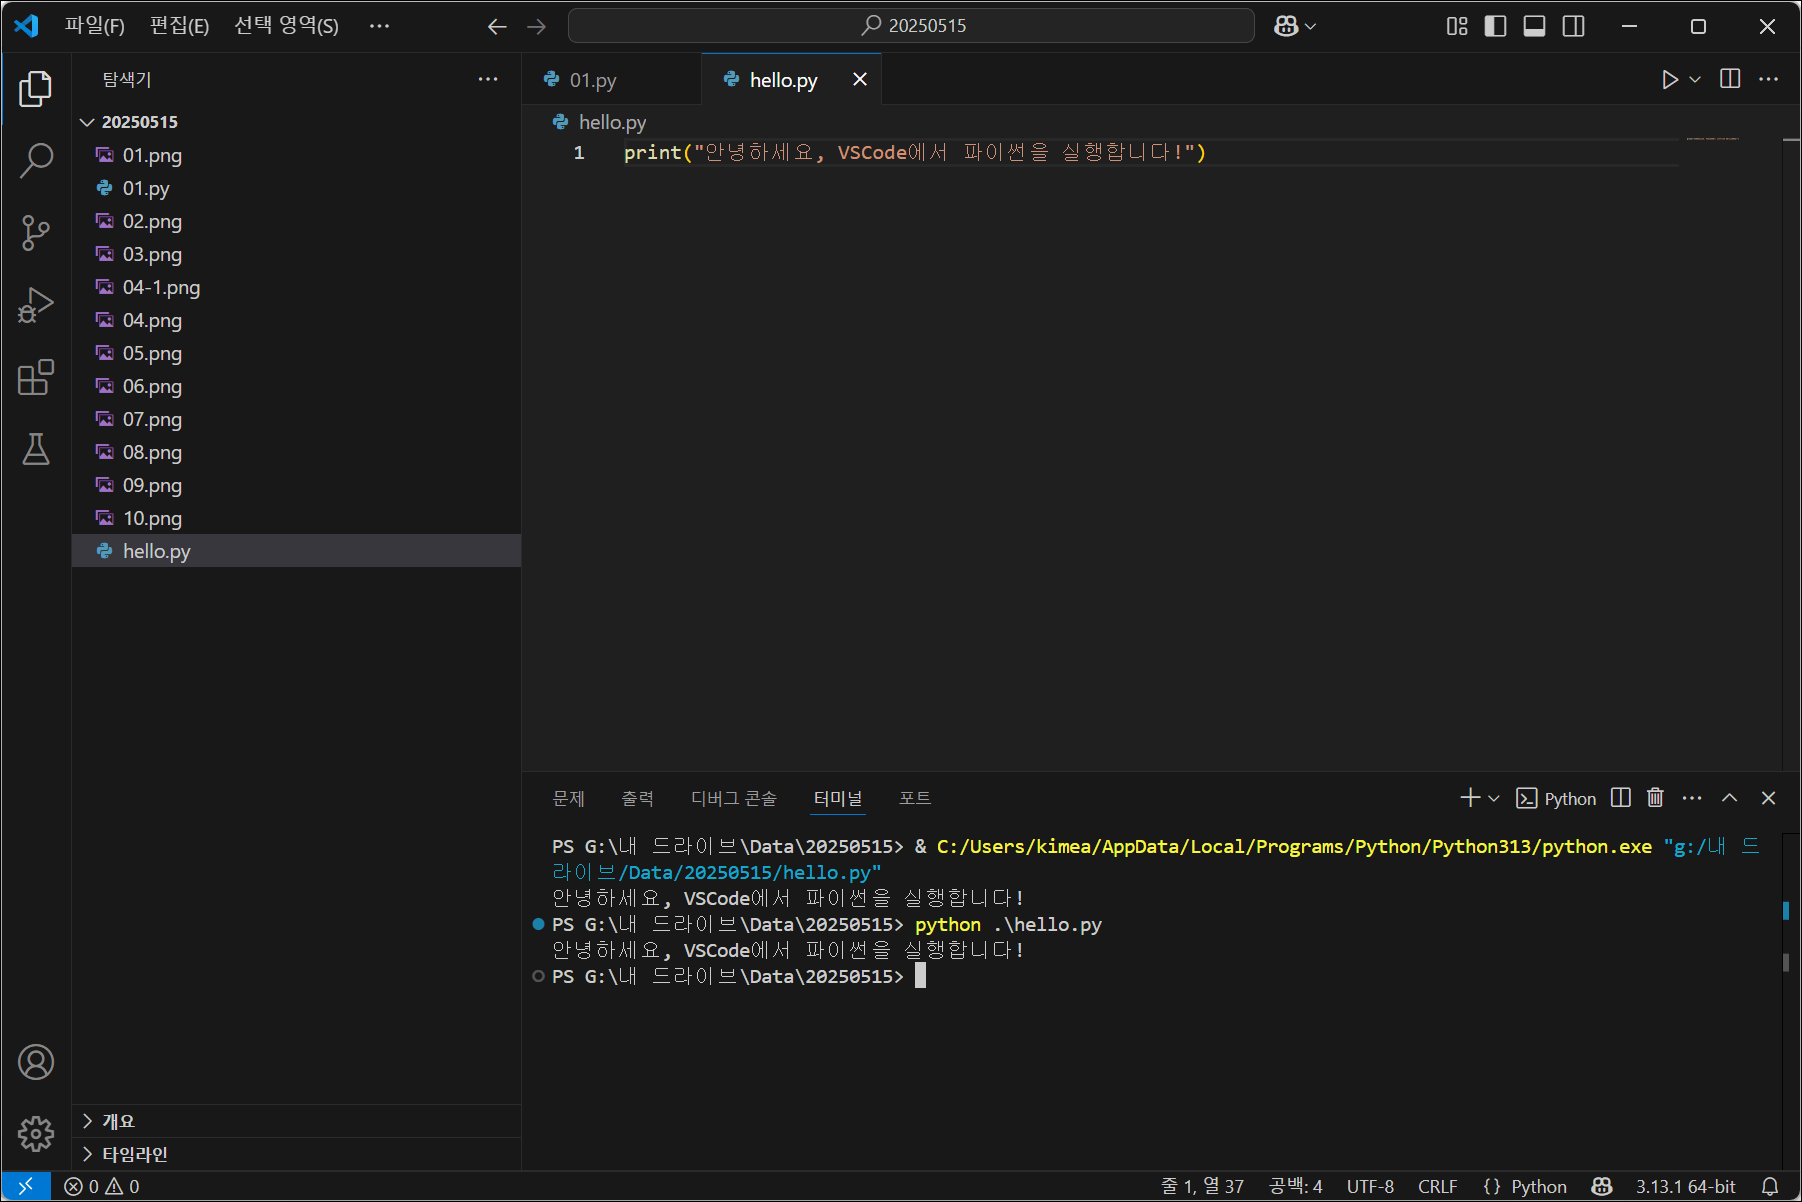 파일(F) 편집(E) 선택 영역(S) ··· 20250515
탐색기 ···
20250515
01.png
01.py
02.png
03.png
04-1.png
04.png
05.png
06.png
07.png
08.png
09.png
10.png
hello.py
개요
타임라인
01.py hello.py
hello.py
1 print("안녕하세요, VSCode에서 파이썬을 실행합니다!")
문제 출력 디버그 콘솔 터미널 포트 Python
PS G:\내 드라이브\Data\20250515> & C:/Users/kimea/AppData/Local/Programs/Python/Python313/python.exe "g:/내 드
라이브/Data/20250515/hello.py"
안녕하세요, VSCode에서 파이썬을 실행합니다!
PS G:\내 드라이브\Data\20250515> python .\hello.py
안녕하세요, VSCode에서 파이썬을 실행합니다!
PS G:\내 드라이브\Data\20250515>
0 0 줄 1, 열 37 공백: 4 UTF-8 CRLF {} Python 3.13.1 64-bit